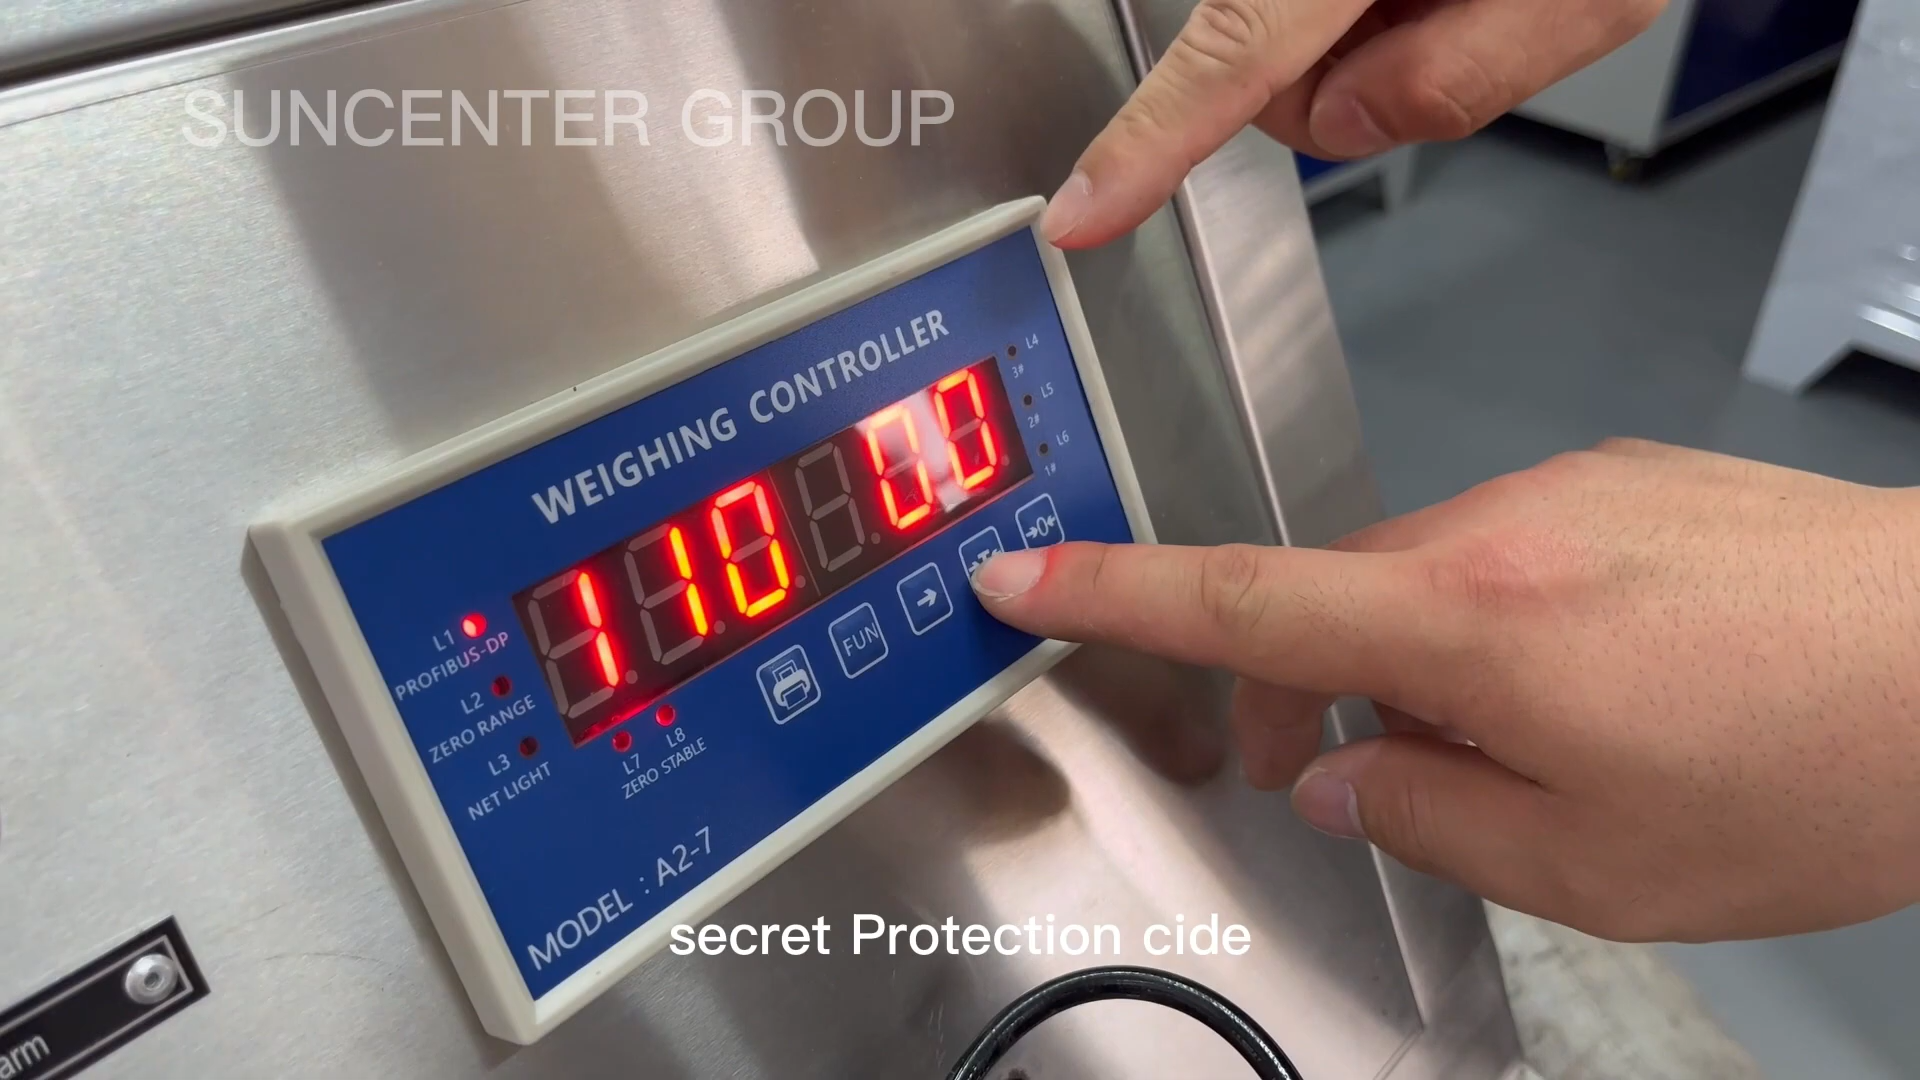 SUNCENTER GROUP
WEIGHING CONTROLLER
110 00
L4
3#
L5
2#
L6
1#
L1
PROFIBUS-DP
L2
ZERO RANGE
L3
NET LIGHT
L7
L8
ZERO STABLE
FUN
→
→T←
→0←
MODEL : A2-7
secret Protection cide
arm